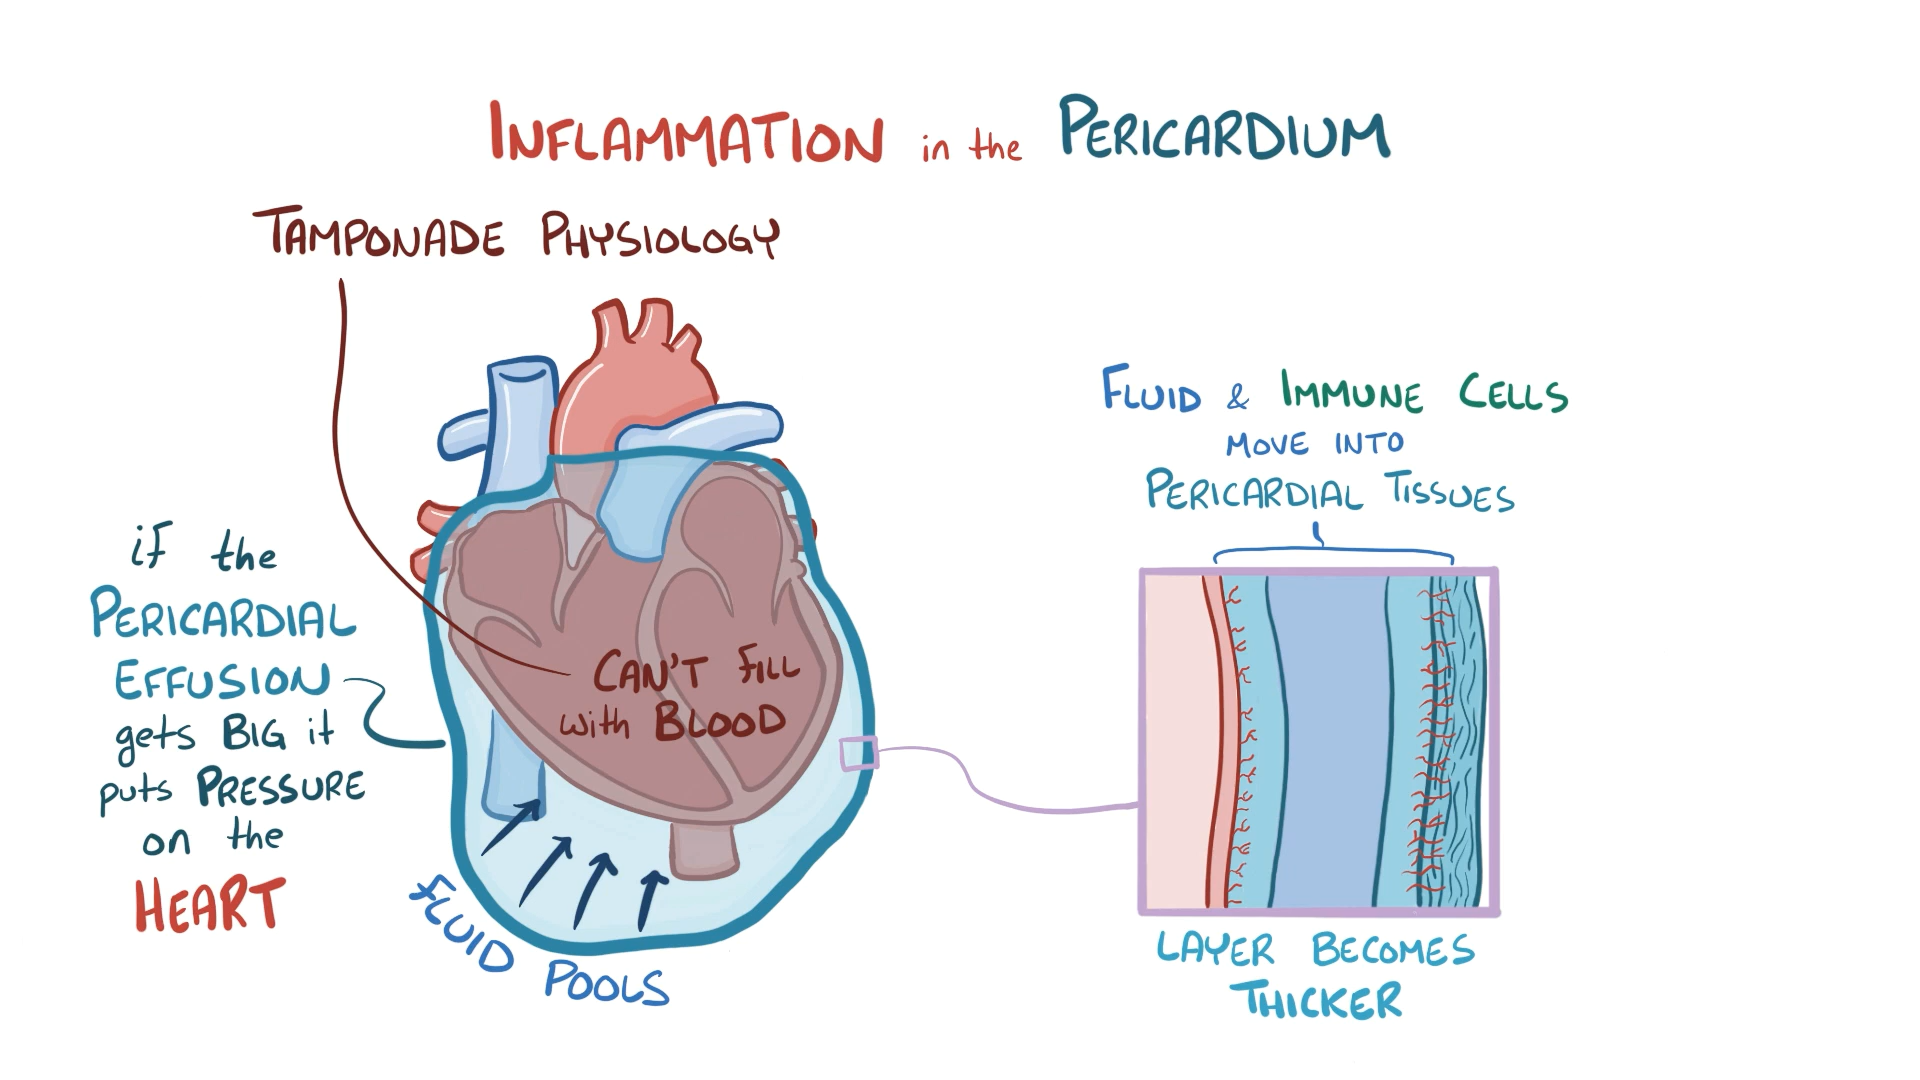 INFLAMMATION in the PERICARDIUM
TAMPONADE PHYSIOLOGY
if the
PERICARDIAL
EFFUSION
gets BIG it
puts PRESSURE
on the
HEART
CAN'T FILL
with BLOOD
FLUID POOLS
FLUID & IMMUNE CELLS
MOVE INTO
PERICARDIAL TISSUES
LAYER BECOMES
THICKER